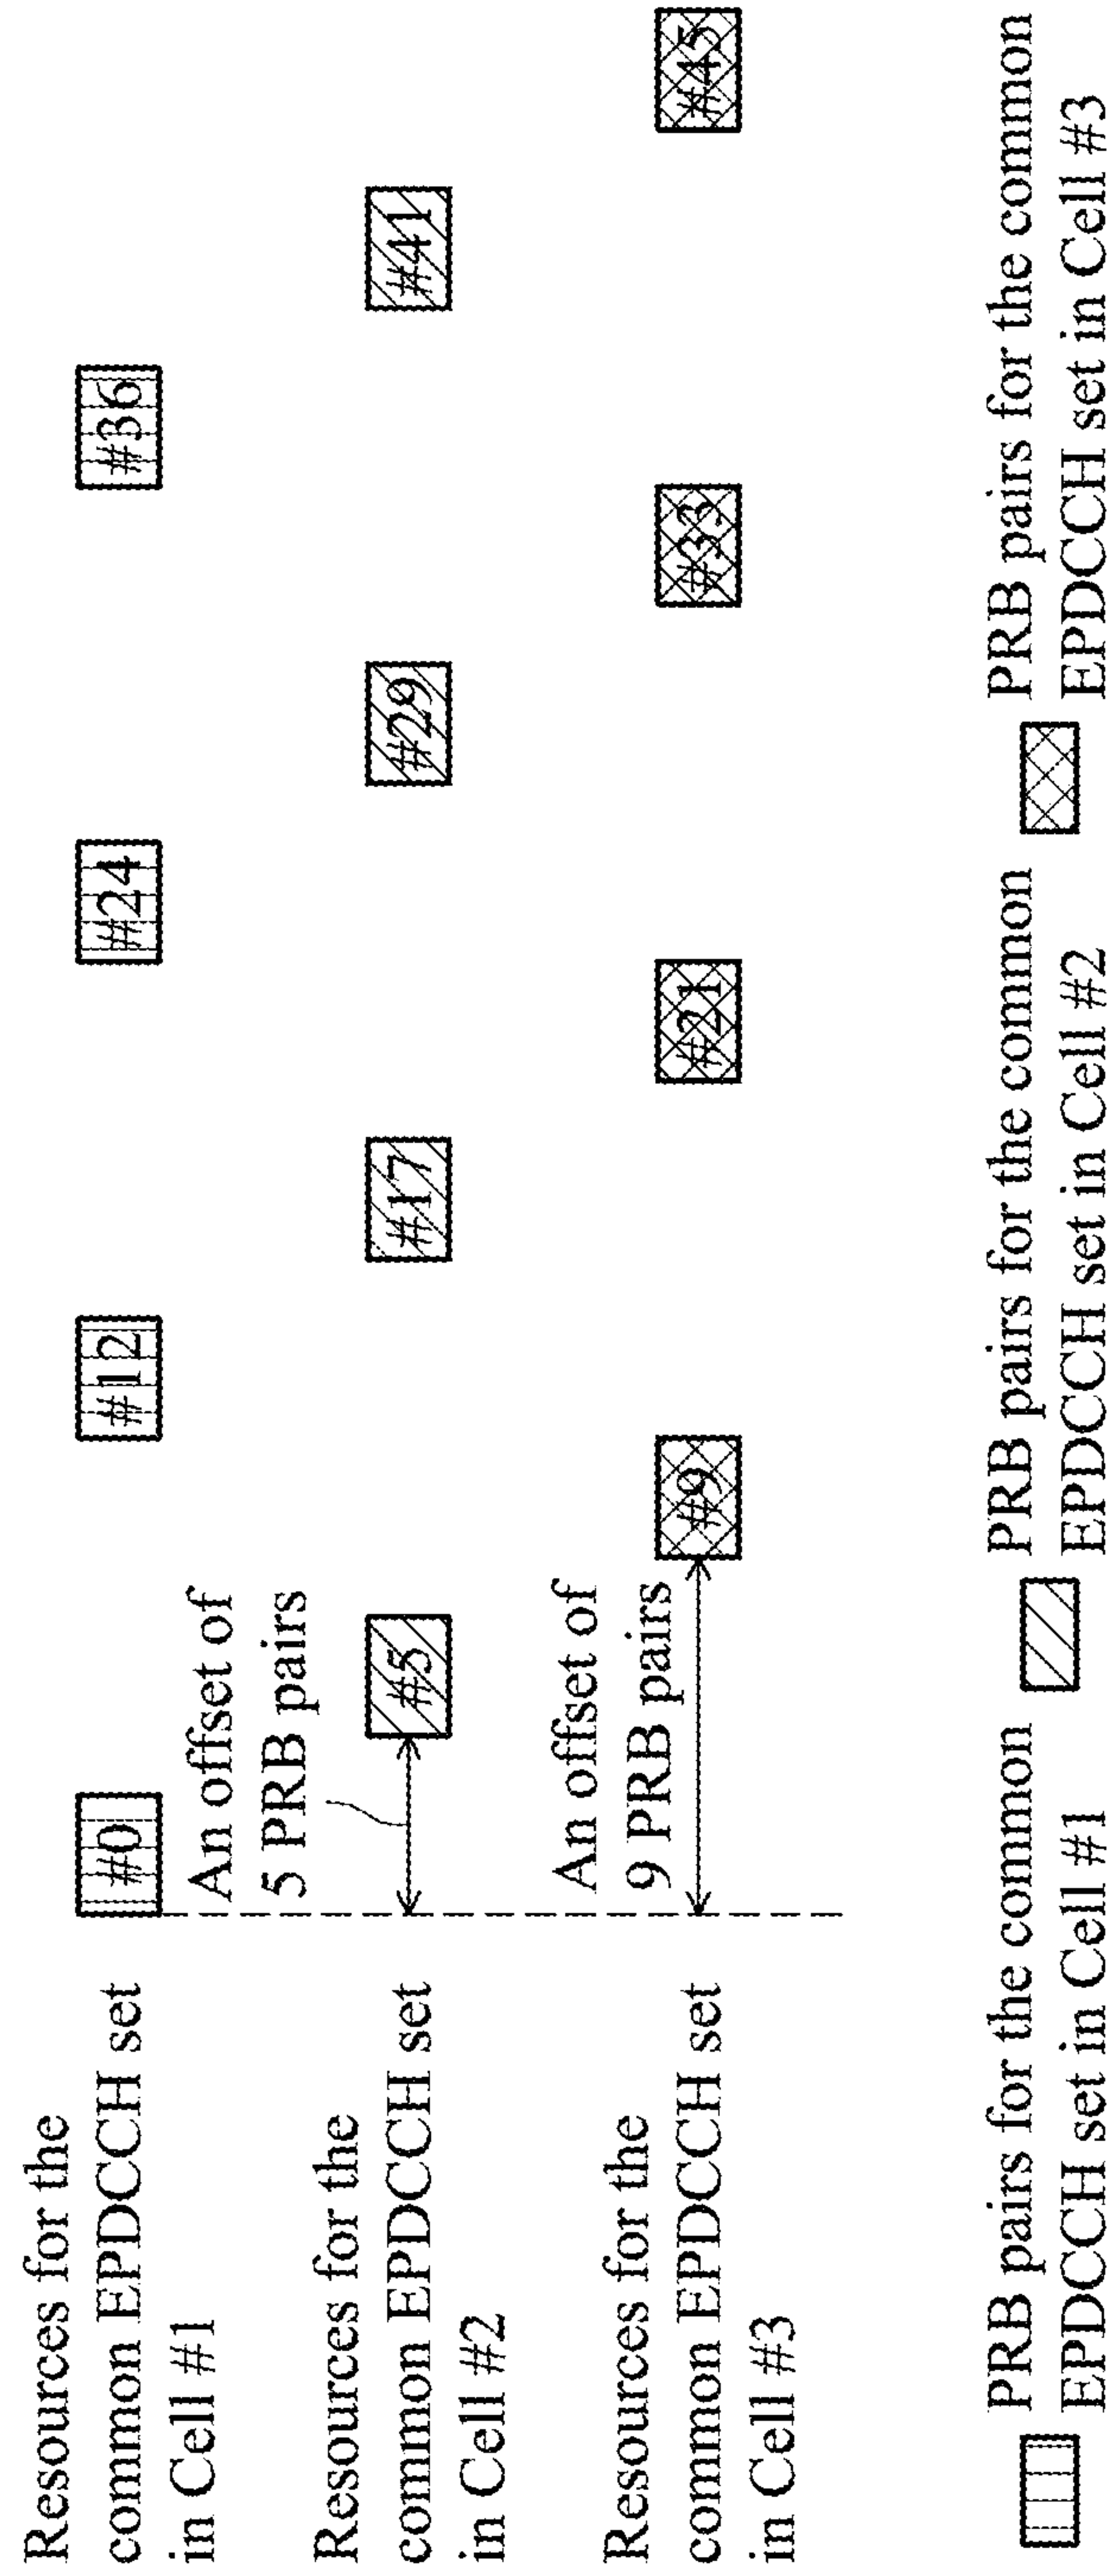 Resources for the
common EPDCCH set
in Cell #1
#0
#12
#24
#36
An offset of
5 PRB pairs
Resources for the
common EPDCCH set
in Cell #2
#5
#17
#29
#41
An offset of
9 PRB pairs
Resources for the
common EPDCCH set
in Cell #3
#9
#21
#33
#45
PRB pairs for the common
EPDCCH set in Cell #1
PRB pairs for the common
EPDCCH set in Cell #2
PRB pairs for the common
EPDCCH set in Cell #3